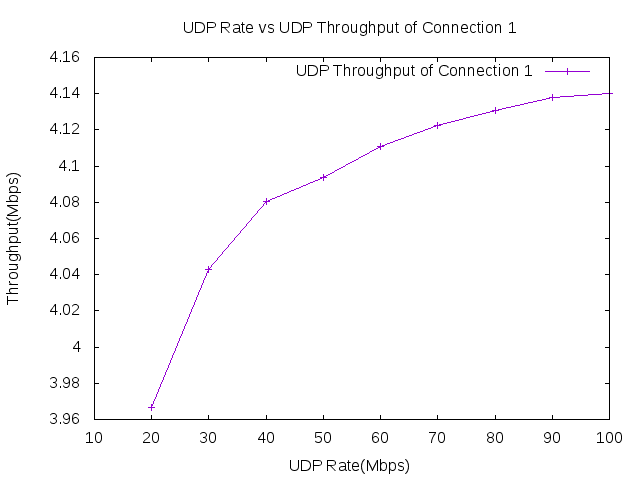 UDP Rate vs UDP Throughput of Connection 1
4.16
UDP Throughput of Connection 1
4.14
4.12
4.1
4.08
4.06
4.04
4.02
4
3.98
3.96
Throughput(Mbps)
10 20 30 40 50 60 70 80 90 100
UDP Rate(Mbps)